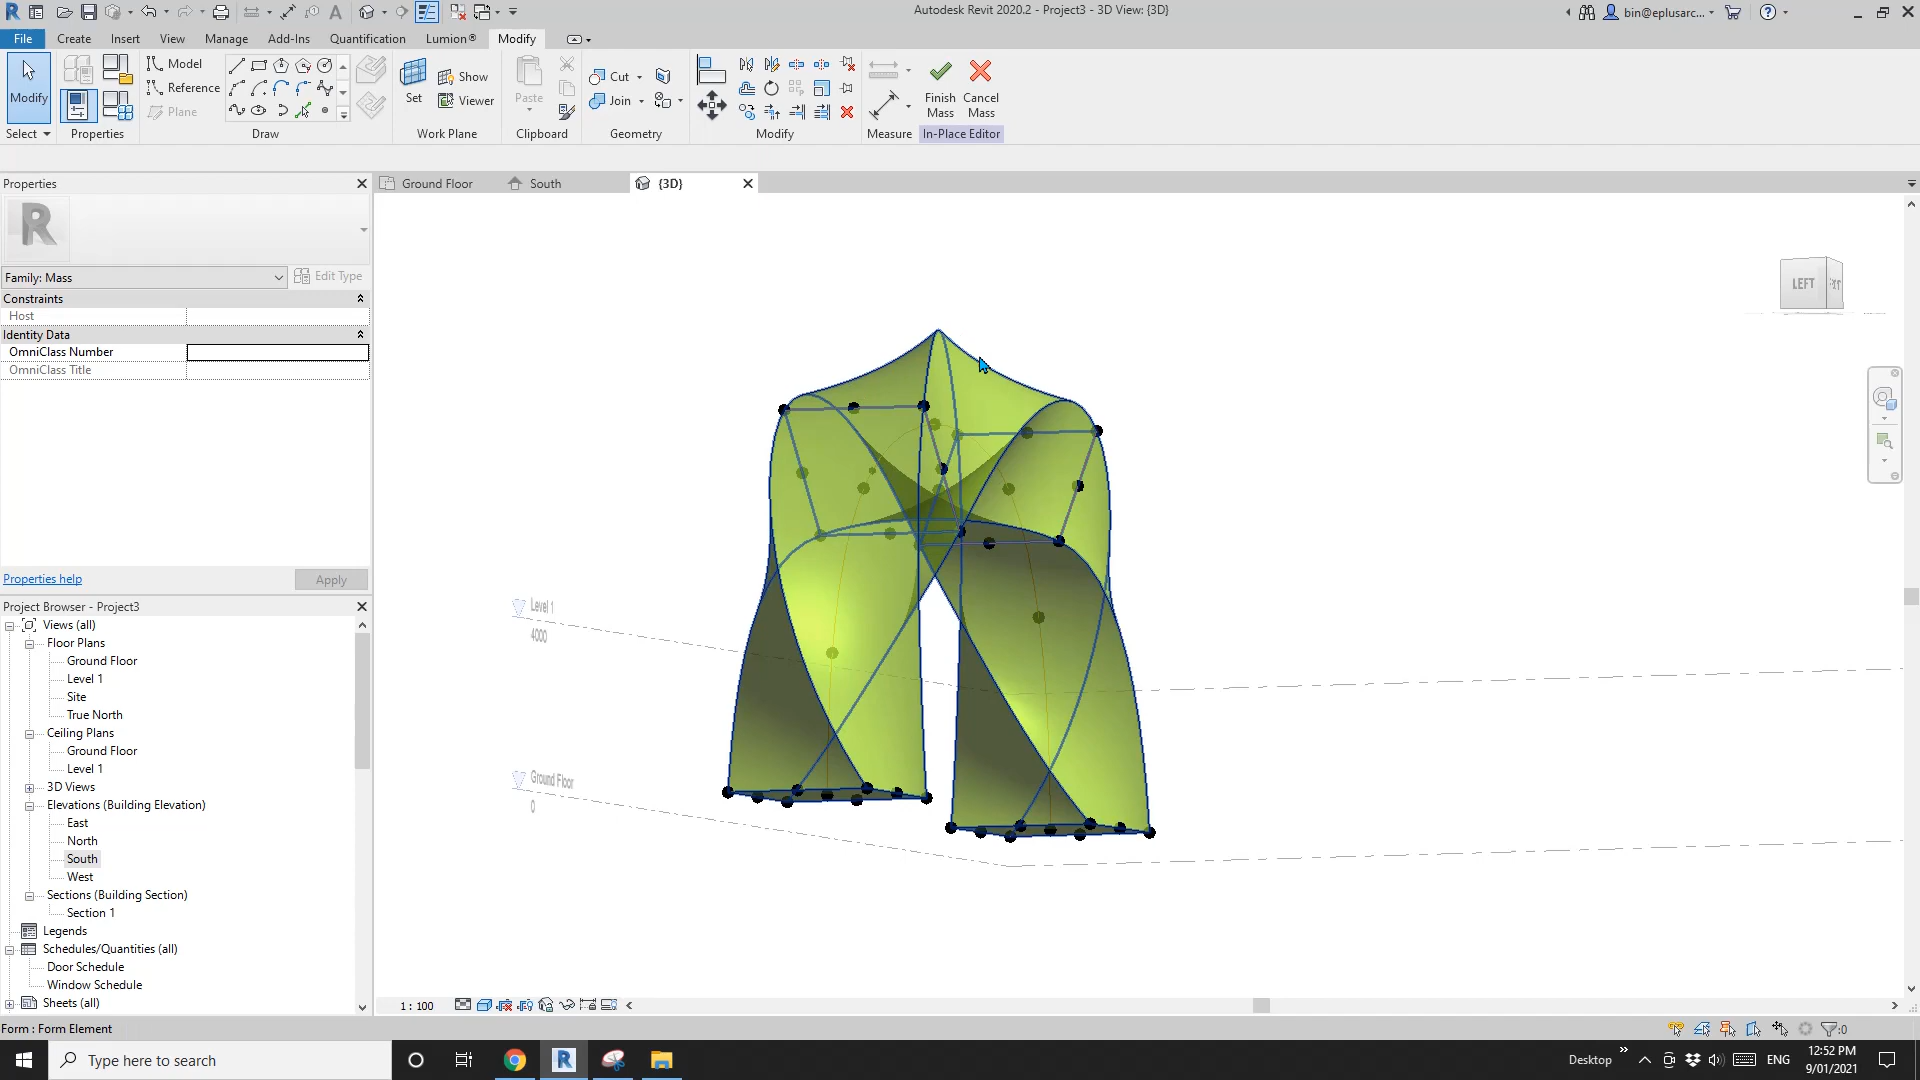 Autodesk Revit 2020.2 - Project3 - 3D View: {3D}
bin@eplusarc...
File Create Insert View Manage Add-Ins Quantification Lumion® Modify
Modify
Select
Properties
Model
Reference
Plane
Draw
Set
Show
Viewer
Work Plane
Paste
Clipboard
Cut
Join
Geometry
Modify
Measure
Finish Mass
Cancel Mass
In-Place Editor
Properties
Ground Floor
South
{3D}
R
Family: Mass
Edit Type
Constraints
Host
Identity Data
OmniClass Number
OmniClass Title
Properties help
Apply
LEFT
Level 1
4000
Ground Floor
0
Project Browser - Project3
Views (all)
Floor Plans
Ground Floor
Level 1
Site
True North
Ceiling Plans
Ground Floor
Level 1
3D Views
Elevations (Building Elevation)
East
North
South
West
Sections (Building Section)
Section 1
Legends
Schedules/Quantities (all)
Door Schedule
Window Schedule
Sheets (all)
1 : 100
Form : Form Element
:0
Type here to search
Desktop
ENG
12:52 PM
9/01/2021